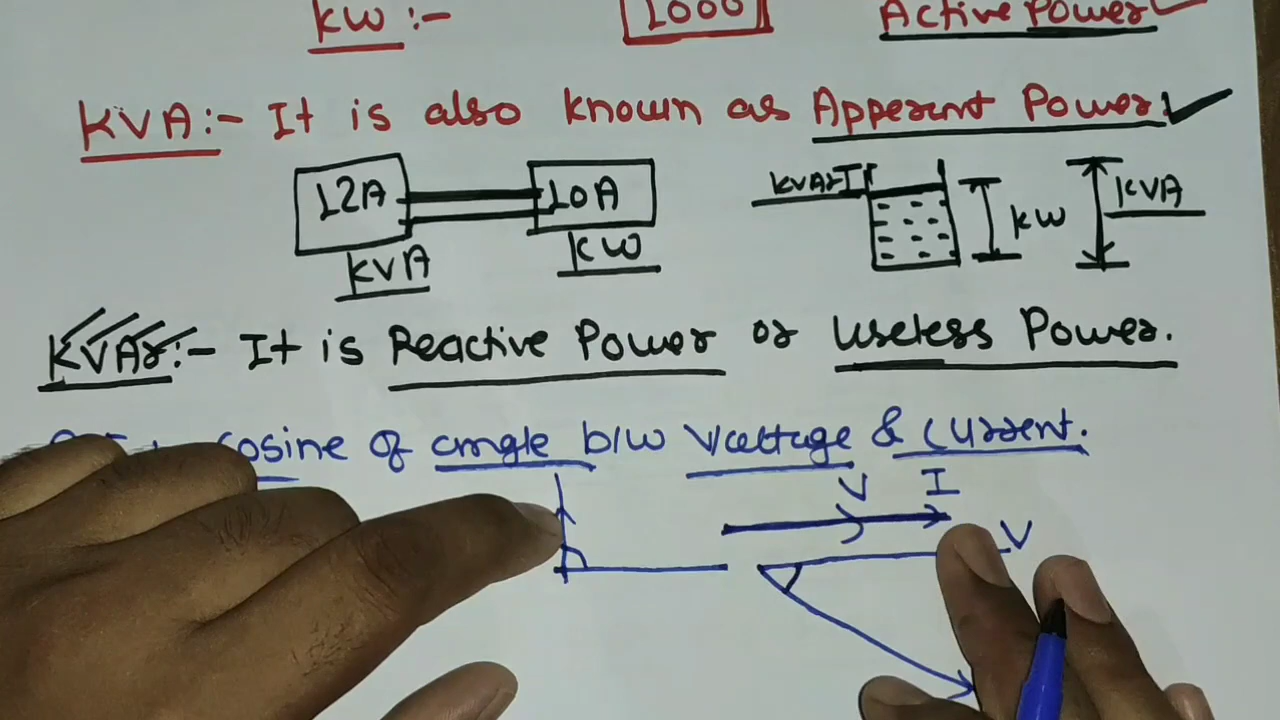 KW :- 1000 Active Power
KVA :- It is also known as Apperent Power.
12A 10A KVAr I KW KVA
KVA KW
KVAr :- It is Reactive Power or useless Power.
cosine of angle b/w Voltage & Current.
V I
V